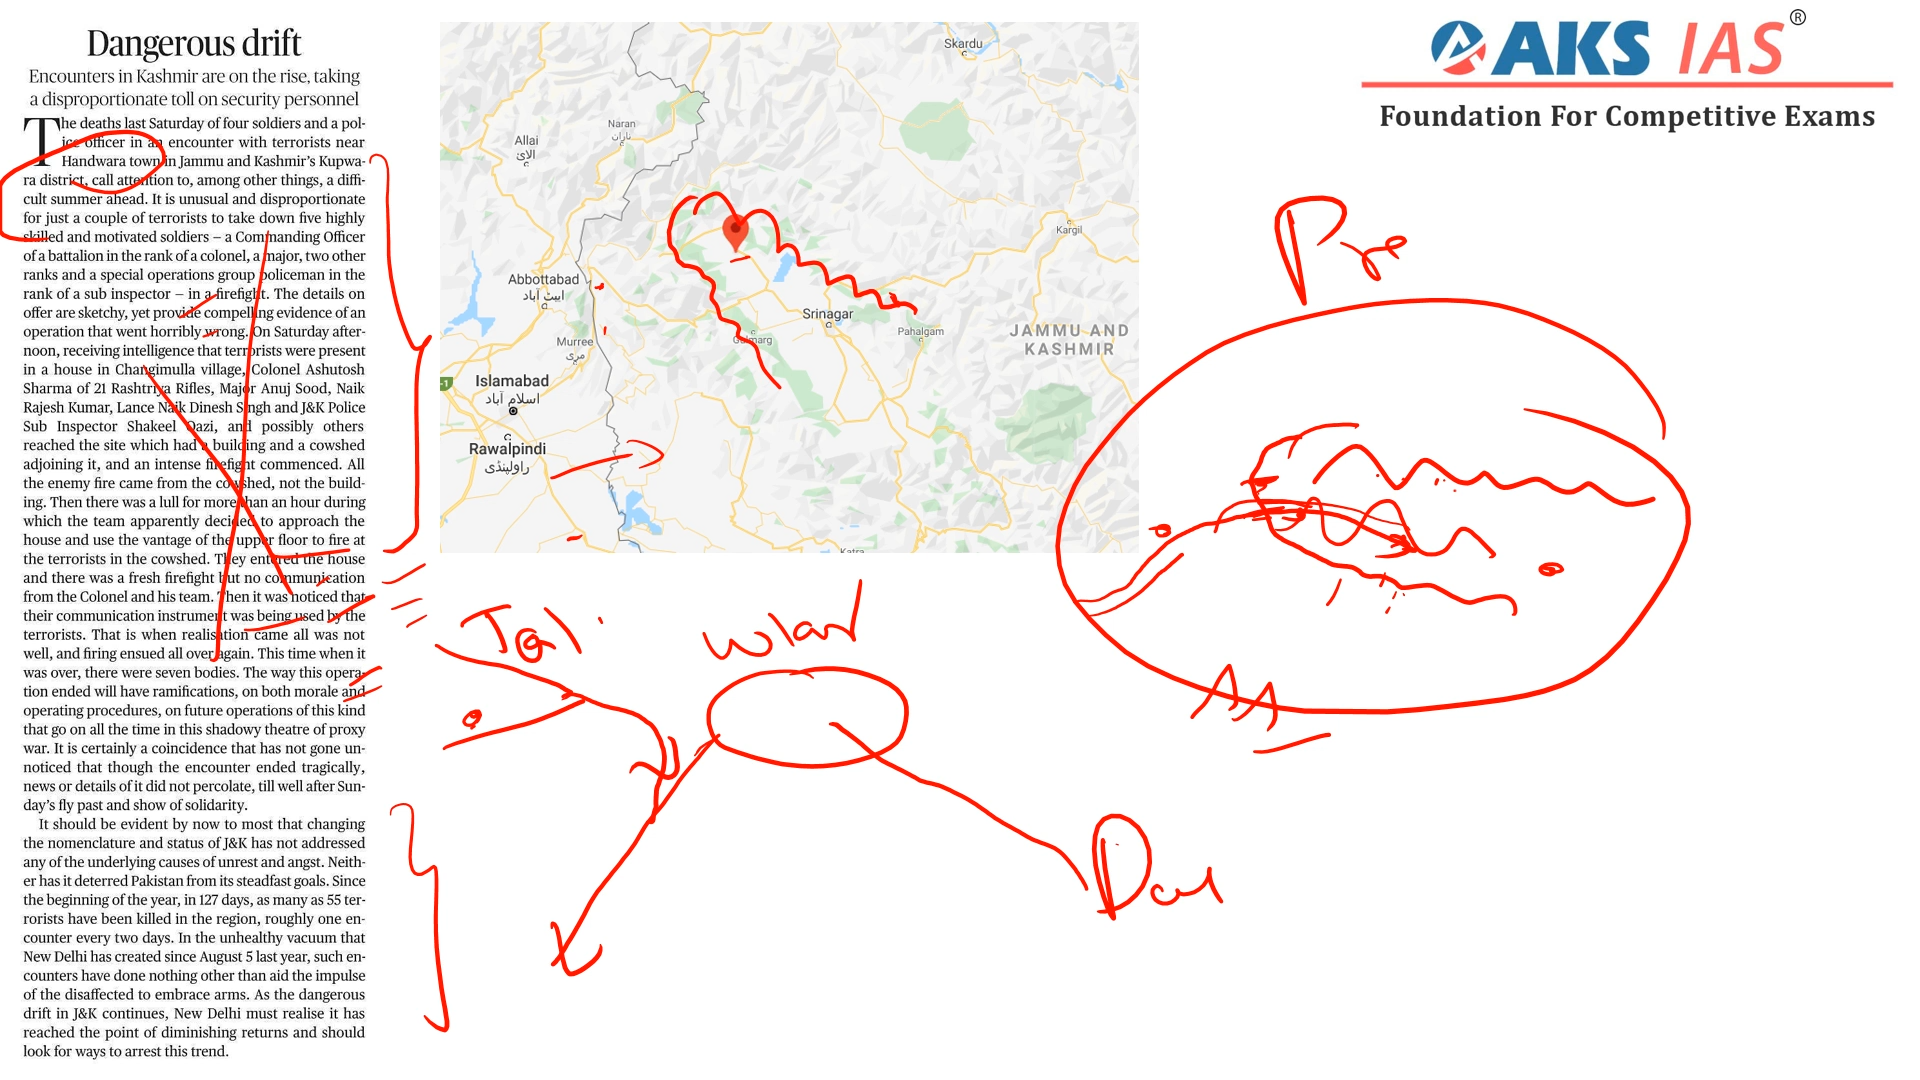 Dangerous drift
Encounters in Kashmir are on the rise, taking
a disproportionate toll on security personnel
The deaths last Saturday of four soldiers and a pol-
ice officer in an encounter with terrorists near
Handwara town in Jammu and Kashmir's Kupwa-
ra district, call attention to, among other things, a diffi-
cult summer ahead. It is unusual and disproportionate
for just a couple of terrorists to take down five highly
skilled and motivated soldiers – a Commanding Officer
of a battalion in the rank of a colonel, a major, two other
ranks and a special operations group policeman in the
rank of a sub inspector – in a firefight. The details on
offer are sketchy, yet provide compelling evidence of an
operation that went horribly wrong. On Saturday after-
noon, receiving intelligence that terrorists were present
in a house in Changimulla village, Colonel Ashutosh
Sharma of 21 Rashtriya Rifles, Major Anuj Sood, Naik
Rajesh Kumar, Lance Naik Dinesh Singh and J&K Police
Sub Inspector Shakeel Qazi, and possibly others
reached the site which had a building and a cowshed
adjoining it, and an intense firefight commenced. All
the enemy fire came from the cowshed, not the build-
ing. Then there was a lull for more than an hour during
which the team apparently decided to approach the
house and use the vantage of the upper floor to fire at
the terrorists in the cowshed. They entered the house
and there was a fresh firefight but no communication
from the Colonel and his team. Then it was noticed that
their communication instrument was being used by the
terrorists. That is when realisation came all was not
well, and firing ensued all over again. This time when it
was over, there were seven bodies. The way this opera-
tion ended will have ramifications, on both morale and
operating procedures, on future operations of this kind
that go on all the time in this shadowy theatre of proxy
war. It is certainly a coincidence that has not gone un-
noticed that though the encounter ended tragically,
news or details of it did not percolate, till well after Sun-
day's fly past and show of solidarity.
It should be evident by now to most that changing
the nomenclature and status of J&K has not addressed
any of the underlying causes of unrest and angst. Neith-
er has it deterred Pakistan from its steadfast goals. Since
the beginning of the year, in 127 days, as many as 55 ter-
rorists have been killed in the region, roughly one en-
counter every two days. In the unhealthy vacuum that
New Delhi has created since August 5 last year, such en-
counters have done nothing other than aid the impulse
of the disaffected to embrace arms. As the dangerous
drift in J&K continues, New Delhi must realise it has
reached the point of diminishing returns and should
look for ways to arrest this trend.
Skardu
Naran
ناران
Allai
الائ
Kargil
Abbottabad
ایبٹ آباد
Srinagar
Pahalgam
JAMMU AND
KASHMIR
Murree
مری
Gulmarg
Islamabad
اسلام آباد
Rawalpindi
راولپنڈی
Katra
AKS IAS®
Foundation For Competitive Exams
Pre
AA